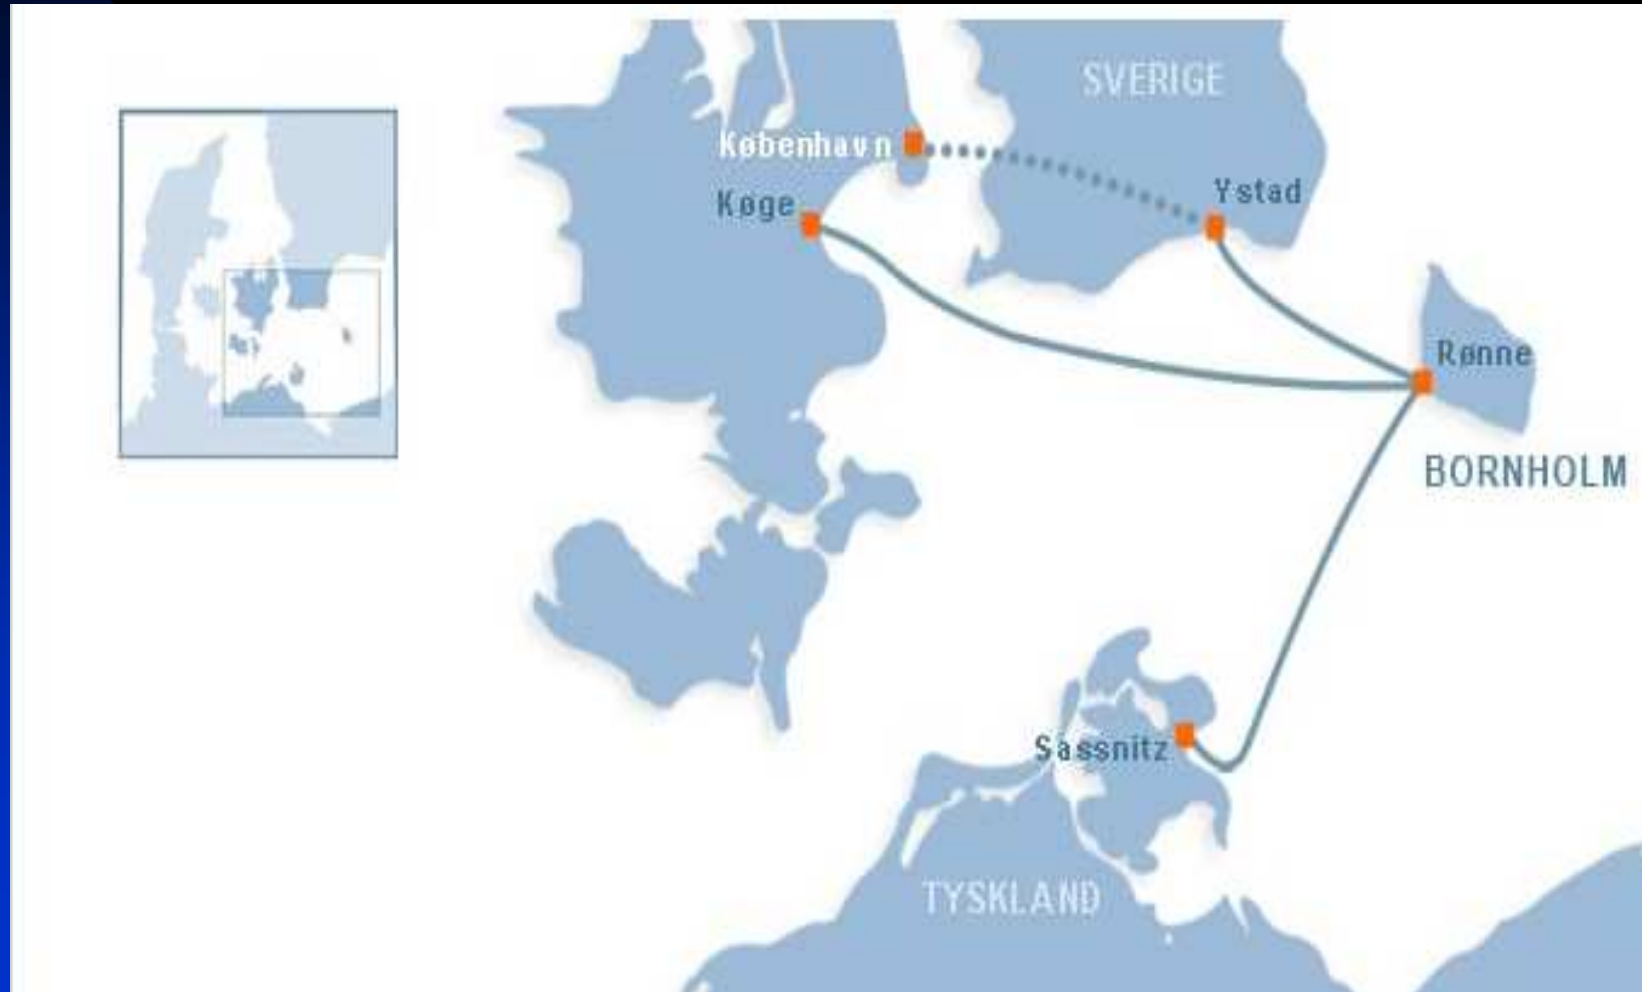 SVERIGE
København
Ystad
Køge
Rønne
BORNHOLM
Sassnitz
TYSKLAND